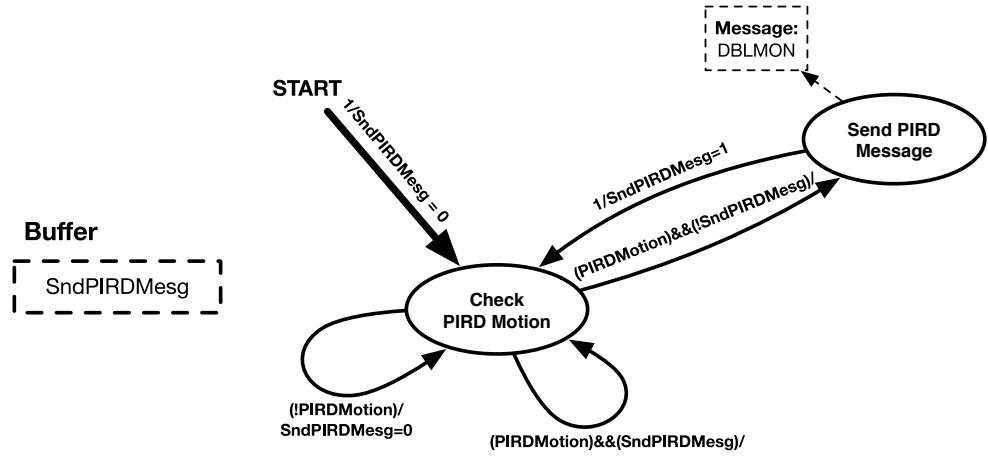 Message:
DBLMON
START
1/SndPIRDMesg = 0
Send PIRD
Message
1/SndPIRDMesg=1
(PIRDMotion)&&(!SndPIRDMesg)/
Buffer
SndPIRDMesg
Check
PIRD Motion
(!PIRDMotion)/
SndPIRDMesg=0
(PIRDMotion)&&(SndPIRDMesg)/